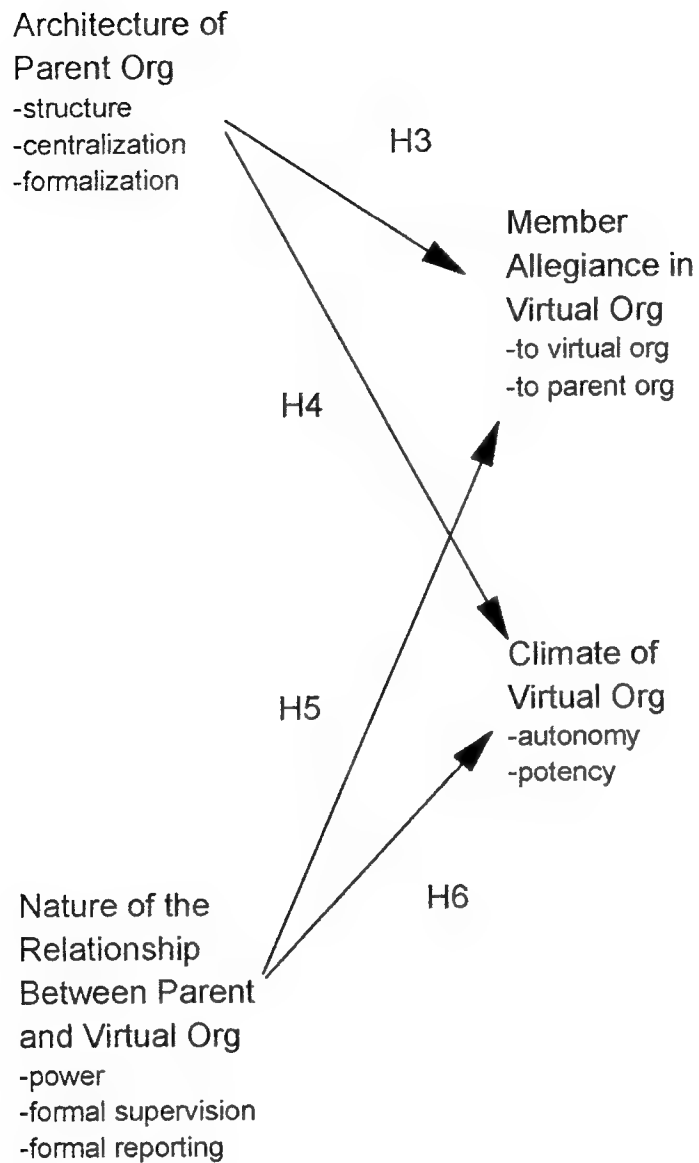 Architecture of
Parent Org
-structure
-centralization
-formalization
H3
Member
Allegiance in
Virtual Org
-to virtual org
-to parent org
H4
Climate of
Virtual Org
-autonomy
-potency
H5
H6
Nature of the
Relationship
Between Parent
and Virtual Org
-power
-formal supervision
-formal reporting